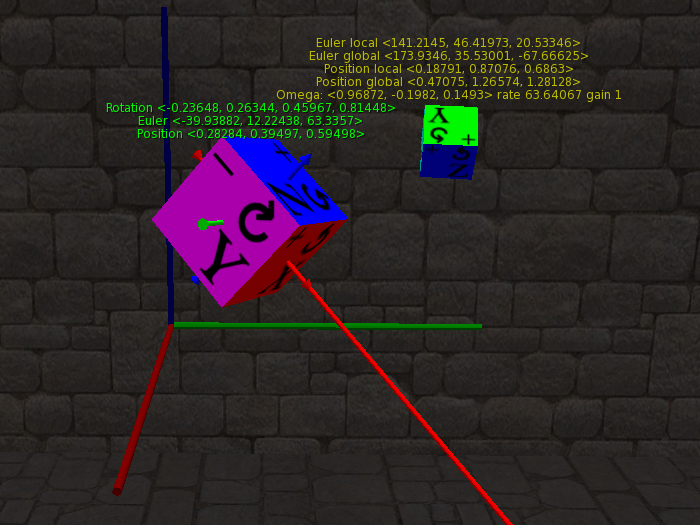 Euler local <141.2145, 46.41973, 20.53346>
Euler global <173.9346, 35.53001, -67.66625>
Position local <0.18791, 0.87076, 0.6863>
Position global <0.47075, 1.26574, 1.28128>
Omega: <0.96872, -0.1982, 0.1493> rate 63.64067 gain 1
Rotation <-0.23648, 0.26344, 0.45967, 0.81448>
Euler <-39.93882, 12.22438, 63.3357>
Position <0.28284, 0.39497, 0.59498>
Y
+
Y